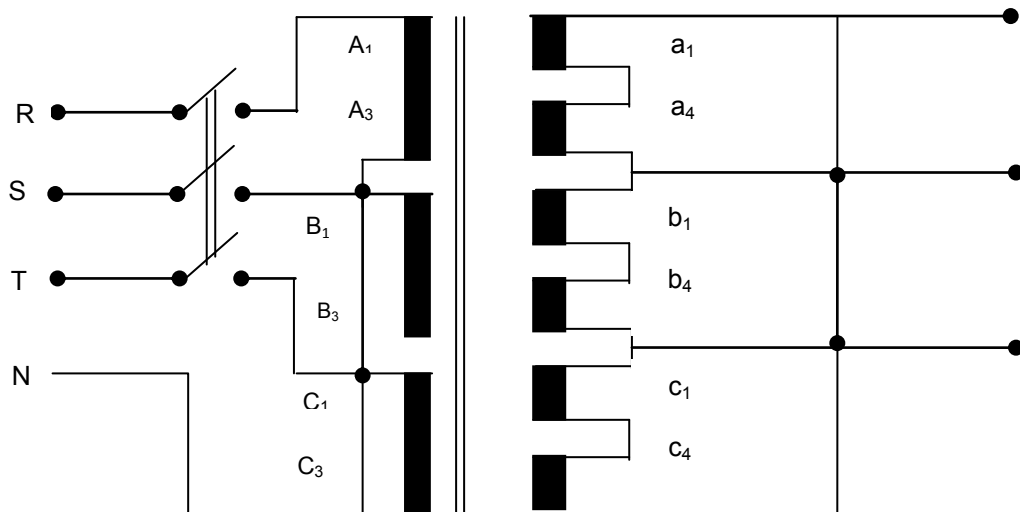 A₁
a₁
R
A₃
a₄
S
B₁
b₁
T
B₃
b₄
N
C₁
c₁
C₃
c₄